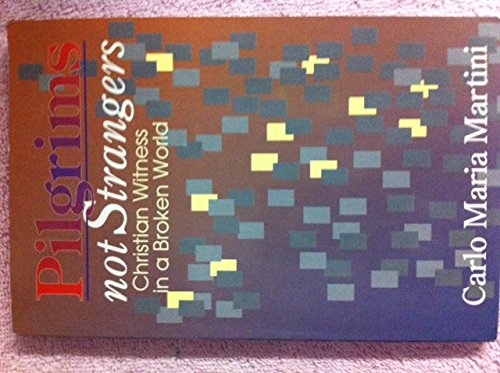 Pilgrims
not Strangers
Christian Witness
in a Broken World
Carlo Maria Martini